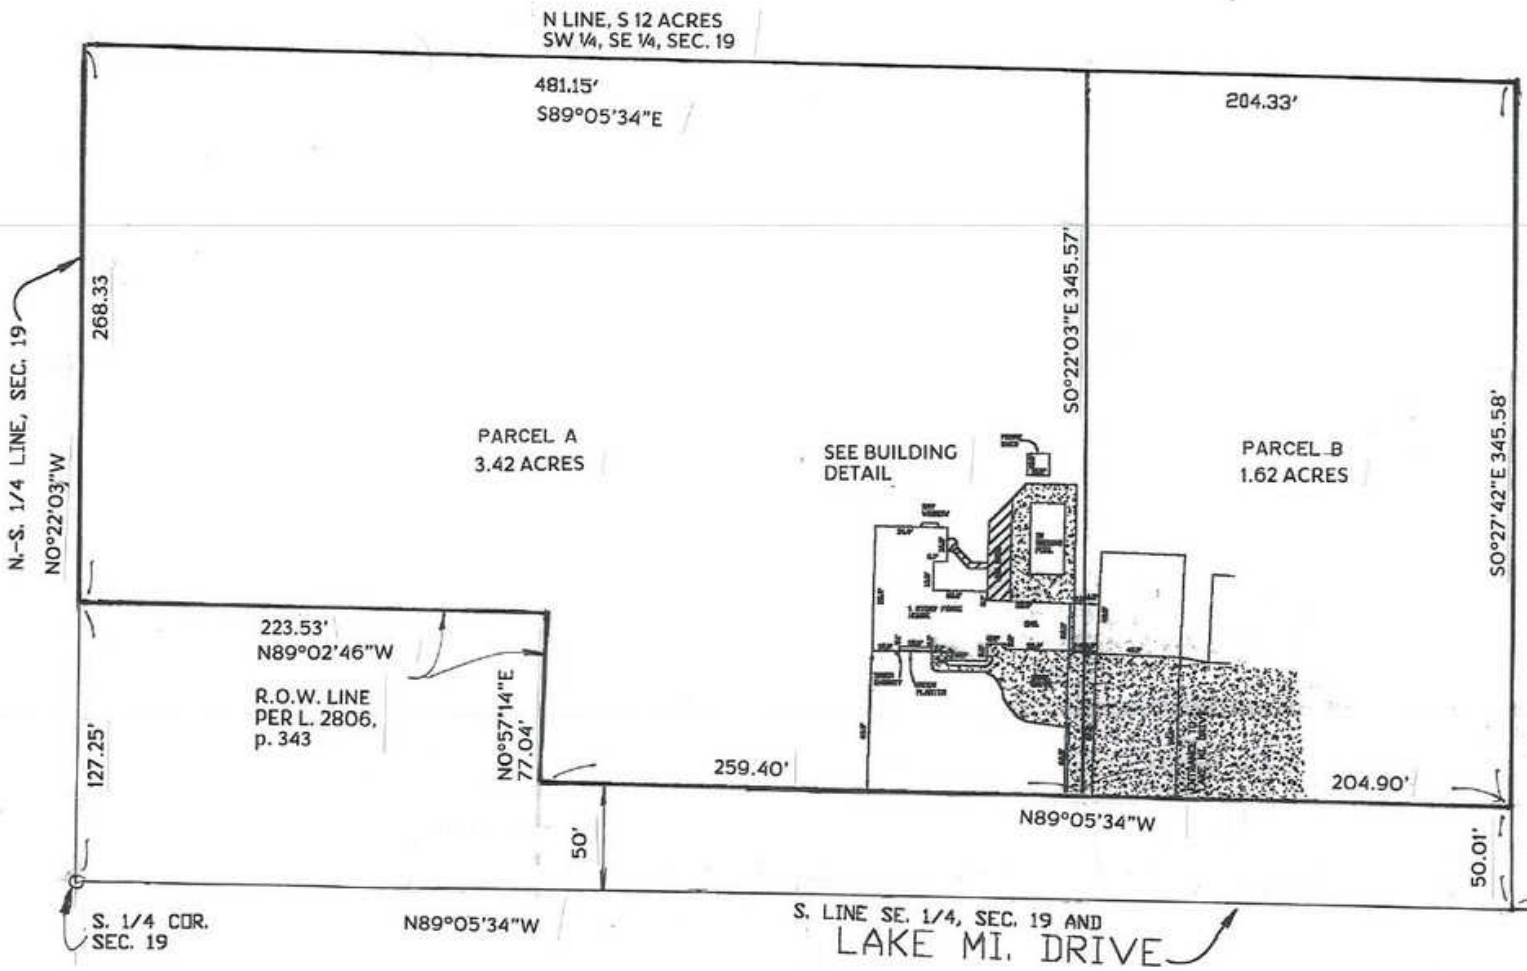 N LINE, S 12 ACRES
SW 1/4, SE 1/4, SEC. 19
481.15'
S89°05'34"E
204.33'
268.33
N.-S. 1/4 LINE, SEC. 19
N0°22'03"W
S0°22'03"E 345.57'
S0°27'42"E 345.58'
PARCEL A
3.42 ACRES
SEE BUILDING
DETAIL
PARCEL B
1.62 ACRES
223.53'
N89°02'46"W
R.O.W. LINE
PER L. 2806,
p. 343
N0°57'14"E
77.04'
127.25'
259.40'
204.90'
N89°05'34"W
50'
50.01'
S. 1/4 COR.
SEC. 19
N89°05'34"W
S. LINE SE. 1/4, SEC. 19 AND
LAKE MI. DRIVE